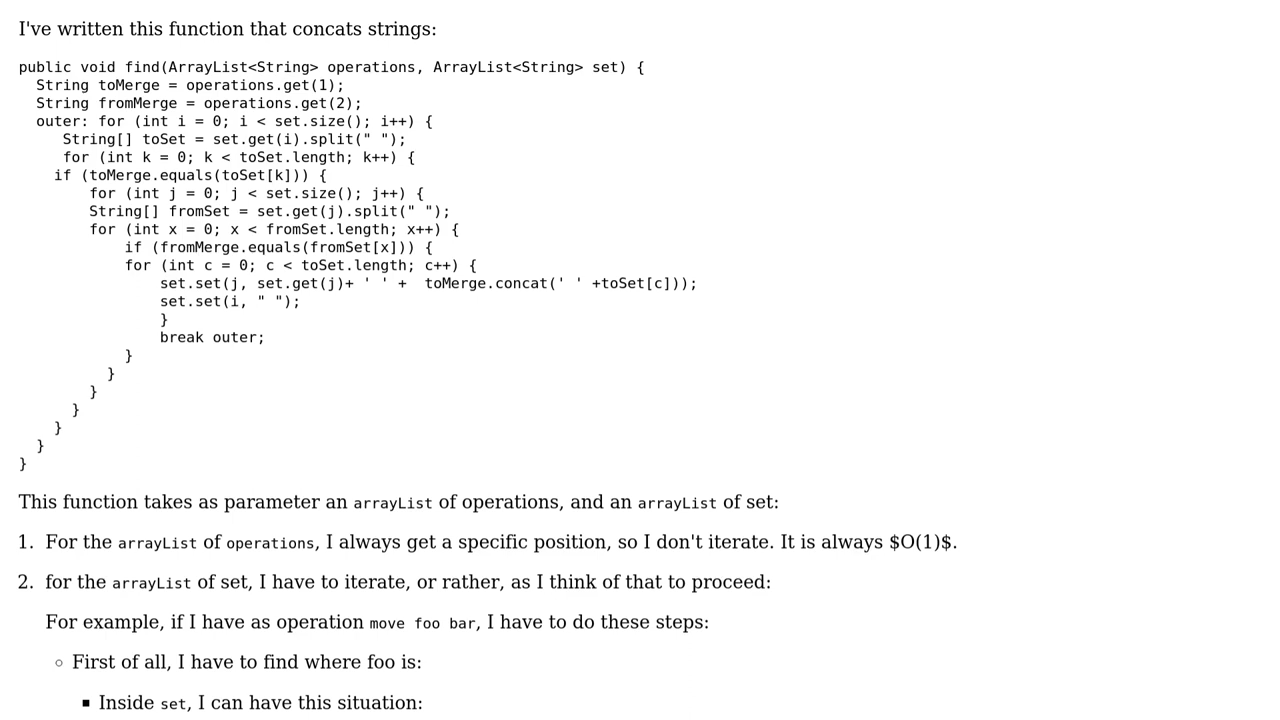 I've written this function that concats strings:
public void find(ArrayList<String> operations, ArrayList<String> set) {
  String toMerge = operations.get(1);
  String fromMerge = operations.get(2);
  outer: for (int i = 0; i < set.size(); i++) {
     String[] toSet = set.get(i).split(" ");
     for (int k = 0; k < toSet.length; k++) {
    if (toMerge.equals(toSet[k])) {
        for (int j = 0; j < set.size(); j++) {
        String[] fromSet = set.get(j).split(" ");
        for (int x = 0; x < fromSet.length; x++) {
            if (fromMerge.equals(fromSet[x])) {
            for (int c = 0; c < toSet.length; c++) {
                set.set(j, set.get(j)+ ' ' +  toMerge.concat(' ' +toSet[c]));
                set.set(i, " ");
                }
                break outer;
            }
          }
        }
      }
    }
  }
}
This function takes as parameter an arrayList of operations, and an arrayList of set:
1. For the arrayList of operations, I always get a specific position, so I don't iterate. It is always $O(1)$.
2. for the arrayList of set, I have to iterate, or rather, as I think of that to proceed:
For example, if I have as operation move foo bar, I have to do these steps:
◦ First of all, I have to find where foo is:
▪ Inside set, I can have this situation: